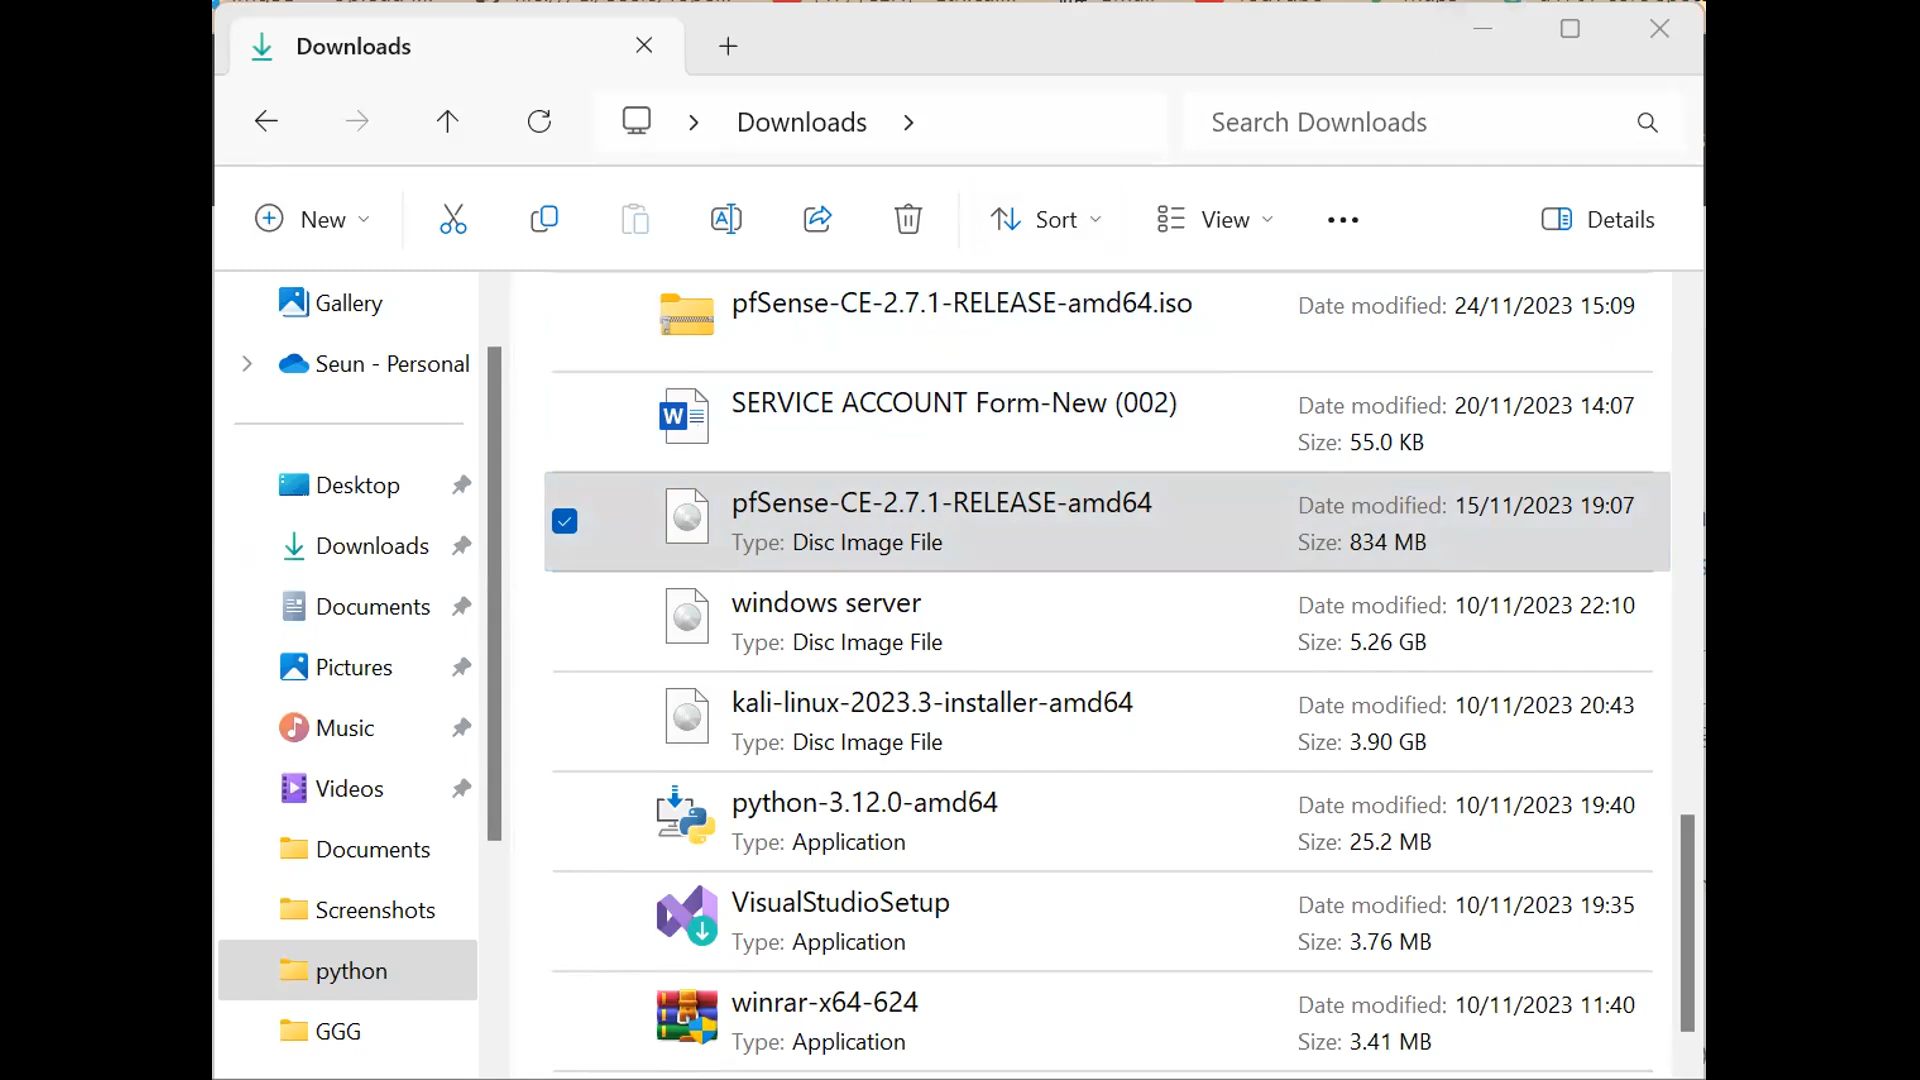 Downloads
Downloads
Search Downloads
New
Sort
View
Details
Gallery
Seun - Personal
Desktop
Downloads
Documents
Pictures
Music
Videos
Documents
Screenshots
python
GGG
pfSense-CE-2.7.1-RELEASE-amd64.iso
Date modified: 24/11/2023 15:09
SERVICE ACCOUNT Form-New (002)
Date modified: 20/11/2023 14:07
Size: 55.0 KB
pfSense-CE-2.7.1-RELEASE-amd64
Date modified: 15/11/2023 19:07
Type: Disc Image File
Size: 834 MB
windows server
Date modified: 10/11/2023 22:10
Type: Disc Image File
Size: 5.26 GB
kali-linux-2023.3-installer-amd64
Date modified: 10/11/2023 20:43
Type: Disc Image File
Size: 3.90 GB
python-3.12.0-amd64
Date modified: 10/11/2023 19:40
Type: Application
Size: 25.2 MB
VisualStudioSetup
Date modified: 10/11/2023 19:35
Type: Application
Size: 3.76 MB
winrar-x64-624
Date modified: 10/11/2023 11:40
Type: Application
Size: 3.41 MB